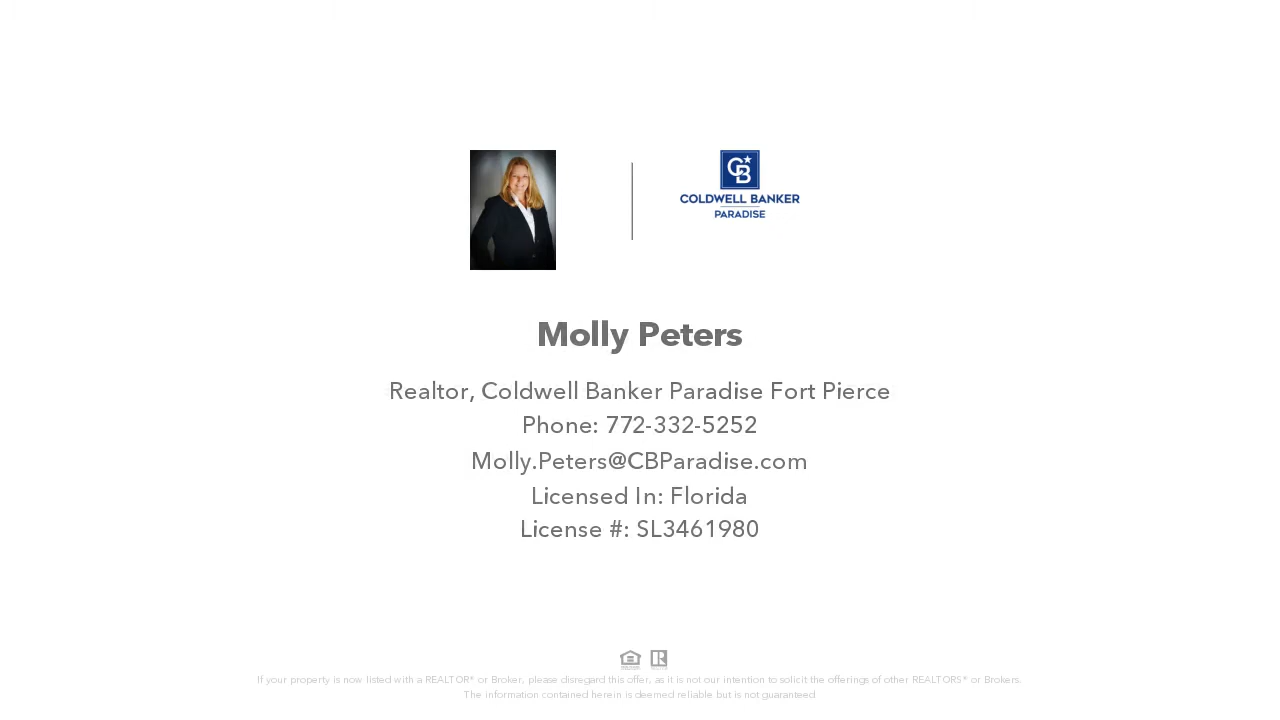 CB
COLDWELL BANKER
PARADISE
Molly Peters
Realtor, Coldwell Banker Paradise Fort Pierce
Phone: 772-332-5252
Molly.Peters@CBParadise.com
Licensed In: Florida
License #: SL3461980
If your property is now listed with a REALTOR® or Broker, please disregard this offer, as it is not our intention to solicit the offerings of other REALTORS® or Brokers.
The information contained herein is deemed reliable but is not guaranteed